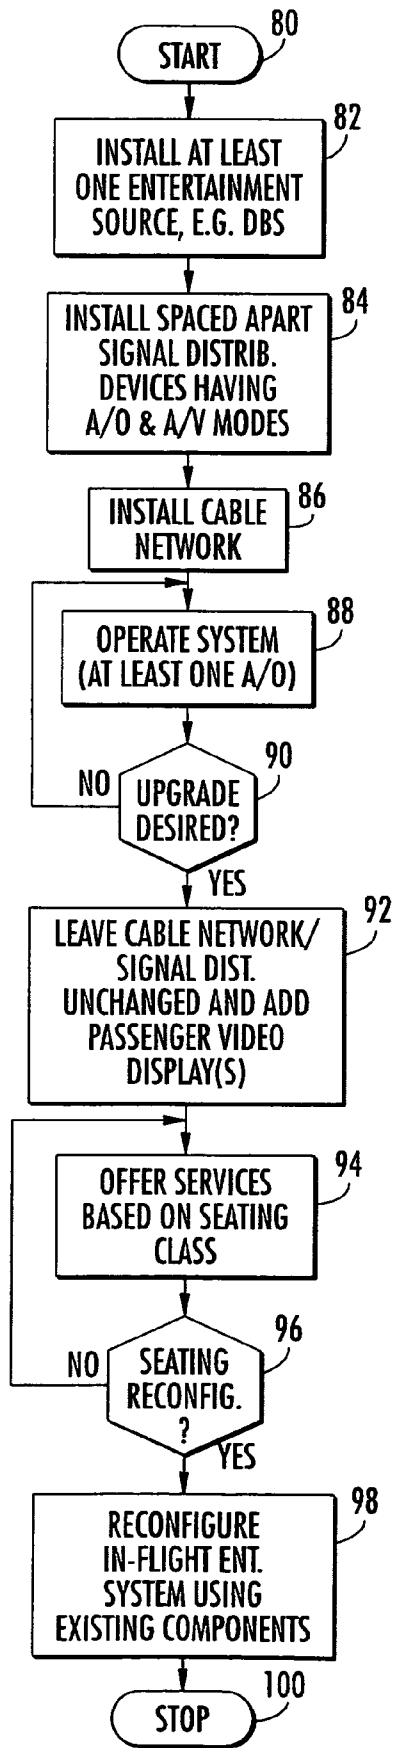 80
START
82
INSTALL AT LEAST
ONE ENTERTAINMENT
SOURCE, E.G. DBS
84
INSTALL SPACED APART
SIGNAL DISTRIB.
DEVICES HAVING
A/O & A/V MODES
86
INSTALL CABLE
NETWORK
88
OPERATE SYSTEM
(AT LEAST ONE A/O)
90
NO
UPGRADE
DESIRED?
YES
92
LEAVE CABLE NETWORK/
SIGNAL DIST.
UNCHANGED AND ADD
PASSENGER VIDEO
DISPLAY(S)
94
OFFER SERVICES
BASED ON SEATING
CLASS
96
NO
SEATING
RECONFIG.
?
YES
98
RECONFIGURE
IN-FLIGHT ENT.
SYSTEM USING
EXISTING COMPONENTS
100
STOP